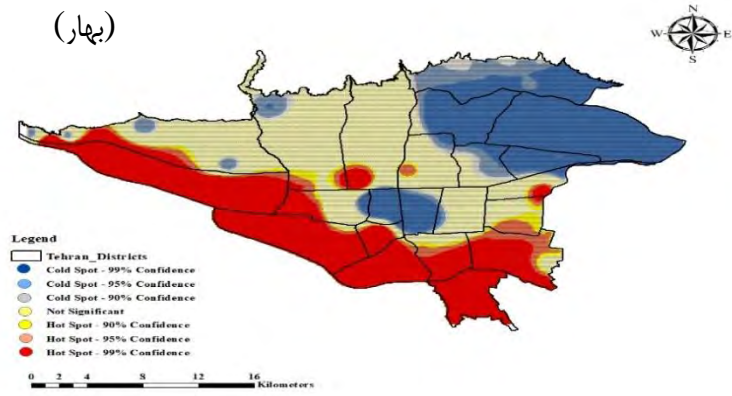 (بهار)
N
W E
S
Legend
Tehran_Districts
Cold Spot - 99% Confidence
Cold Spot - 95% Confidence
Cold Spot - 90% Confidence
Not Significant
Hot Spot - 90% Confidence
Hot Spot - 95% Confidence
Hot Spot - 99% Confidence
0 2 4 8 12 16
Kilometers